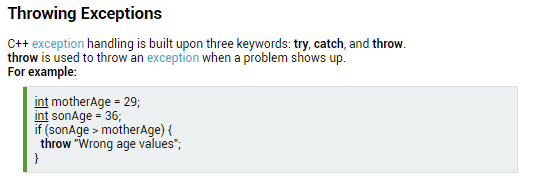 Throwing Exceptions
C++ exception handling is built upon three keywords: try, catch, and throw.
throw is used to throw an exception when a problem shows up.
For example:
int motherAge = 29;
int sonAge = 36;
if (sonAge > motherAge) {
  throw "Wrong age values";
}